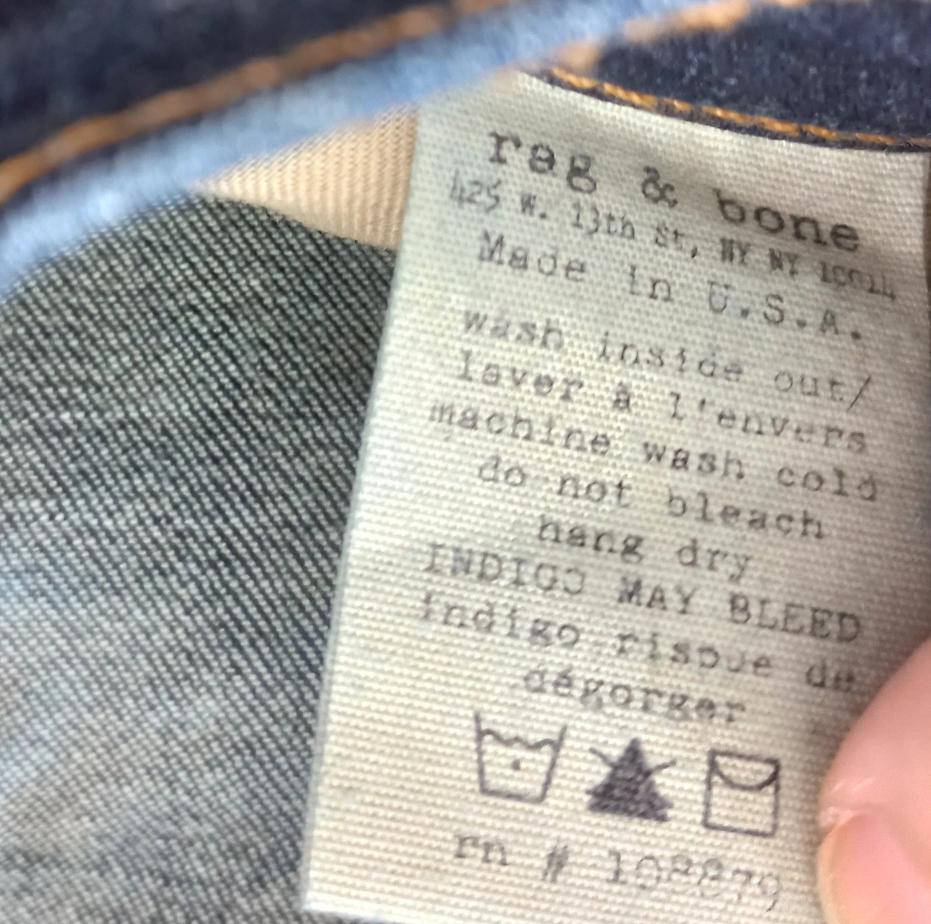 rag & bone
425 W. 13th St, NY NY 10014
Made in U.S.A.
wash inside out/
laver à l'envers
machine wash cold
do not bleach
hang dry
INDIGO MAY BLEED
indigo risque de
dégorger
rn #